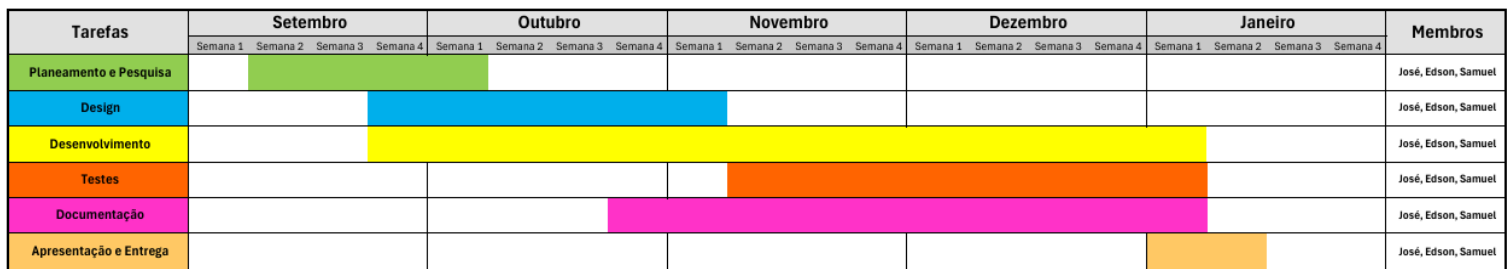 Tarefas Setembro Outubro Novembro Dezembro Janeiro Membros
Semana 1 Semana 2 Semana 3 Semana 4 Semana 1 Semana 2 Semana 3 Semana 4 Semana 1 Semana 2 Semana 3 Semana 4 Semana 1 Semana 2 Semana 3 Semana 4 Semana 1 Semana 2 Semana 3 Semana 4
Planeamento e Pesquisa José, Edson, Samuel
Design José, Edson, Samuel
Desenvolvimento José, Edson, Samuel
Testes José, Edson, Samuel
Documentação José, Edson, Samuel
Apresentação e Entrega José, Edson, Samuel